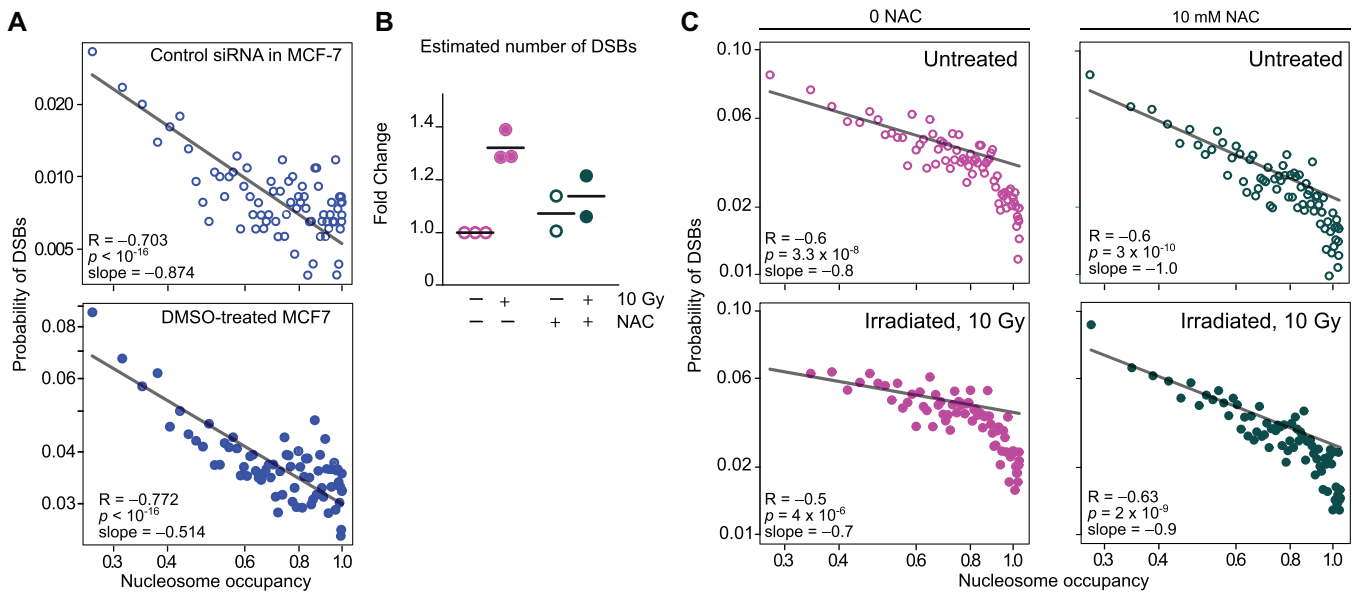 A
Control siRNA in MCF-7
0.020
0.010
0.005
R = –0.703
p < 10-16
slope = –0.874
DMSO-treated MCF7
0.08
0.06
0.04
0.03
R = –0.772
p < 10-16
slope = –0.514
0.3 0.4 0.6 0.8 1.0
Nucleosome occupancy
Probability of DSBs
B
Estimated number of DSBs
Fold Change
1.4
1.2
1.0
0
– + – + 10 Gy
– – + + NAC
C
0 NAC
10 mM NAC
Probability of DSBs
0.10
0.06
0.02
0.01
Untreated
R = –0.6
p = 3.3 x 10-8
slope = –0.8
Untreated
R = –0.6
p = 3 x 10-10
slope = –1.0
0.10
0.06
0.02
0.01
Irradiated, 10 Gy
R = –0.5
p = 4 x 10-6
slope = –0.7
Irradiated, 10 Gy
R = –0.63
p = 2 x 10-9
slope = –0.9
0.3 0.4 0.6 0.8 1.0
0.3 0.4 0.6 0.8 1.0
Nucleosome occupancy